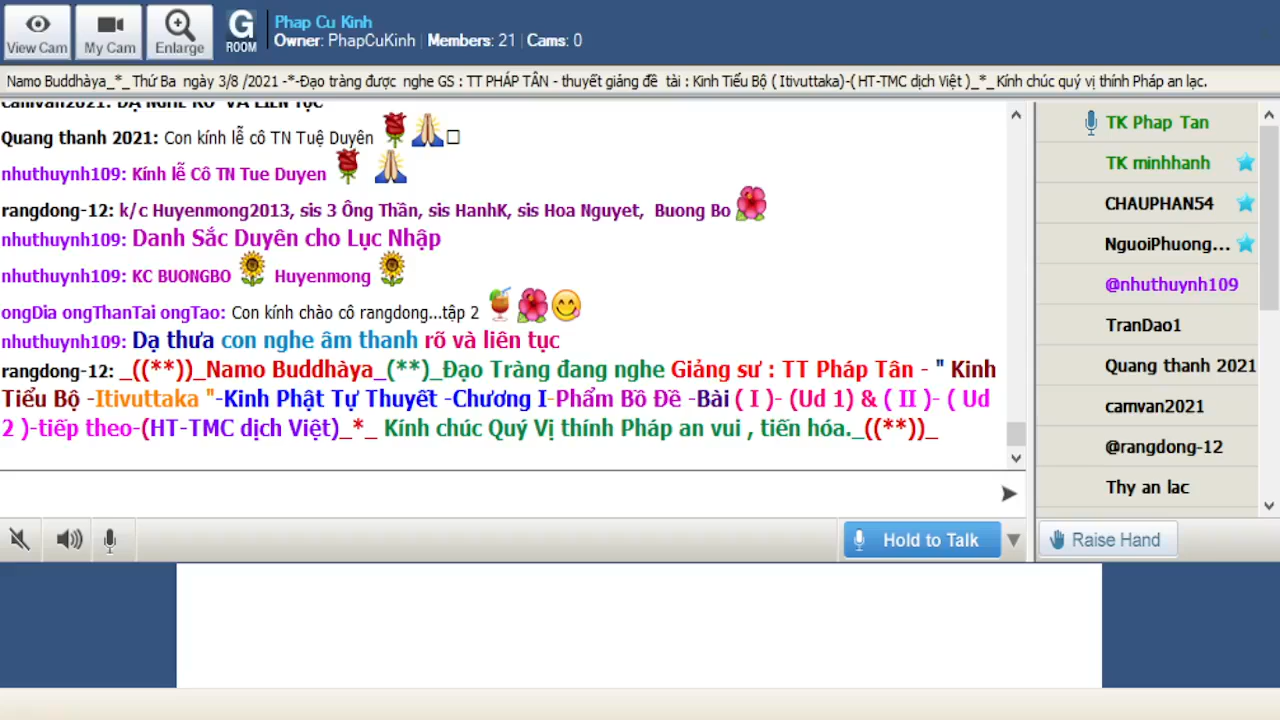 View Cam
My Cam
Enlarge
G
ROOM
Phap Cu Kinh
Owner: PhapCuKinh | Members: 21 | Cams: 0
Namo Buddhàya_*_Thứ Ba ngày 3/8 /2021 -*-Đạo tràng được nghe GS : TT PHÁP TÂN - thuyết giảng đề tài : Kinh Tiểu Bộ ( Itivuttaka)-( HT-TMC dịch Việt )_*_Kính chúc quý vị thính Pháp an lạc.
camvan2021: DẠ NGHE RÕ VÀ LIÊN TỤC
Quang thanh 2021: Con kính lễ cô TN Tuệ Duyên
nhuthuynh109: Kính lễ Cô TN Tue Duyen
rangdong-12: k/c Huyenmong2013, sis 3 Ông Thần, sis HanhK, sis Hoa Nguyet, Buong Bo
nhuthuynh109: Danh Sắc Duyên cho Lục Nhập
nhuthuynh109: KC BUONGBO Huyenmong
ongDia ongThanTai ongTao: Con kính chào cô rangdong...tập 2
nhuthuynh109: Dạ thưa con nghe âm thanh rõ và liên tục
rangdong-12: _((**))_Namo Buddhàya_(**)_Đạo Tràng đang nghe Giảng sư : TT Pháp Tân - " Kinh
Tiểu Bộ -Itivuttaka "-Kinh Phật Tự Thuyết -Chương I-Phẩm Bồ Đề -Bài ( I )- (Ud 1) & ( II )- ( Ud
2 )-tiếp theo-(HT-TMC dịch Việt)_*_ Kính chúc Quý Vị thính Pháp an vui , tiến hóa._((**))_
TK Phap Tan
TK minhhanh
CHAUPHAN54
NguoiPhuong...
@nhuthuynh109
TranDao1
Quang thanh 2021
camvan2021
@rangdong-12
Thy an lac
Hold to Talk
Raise Hand